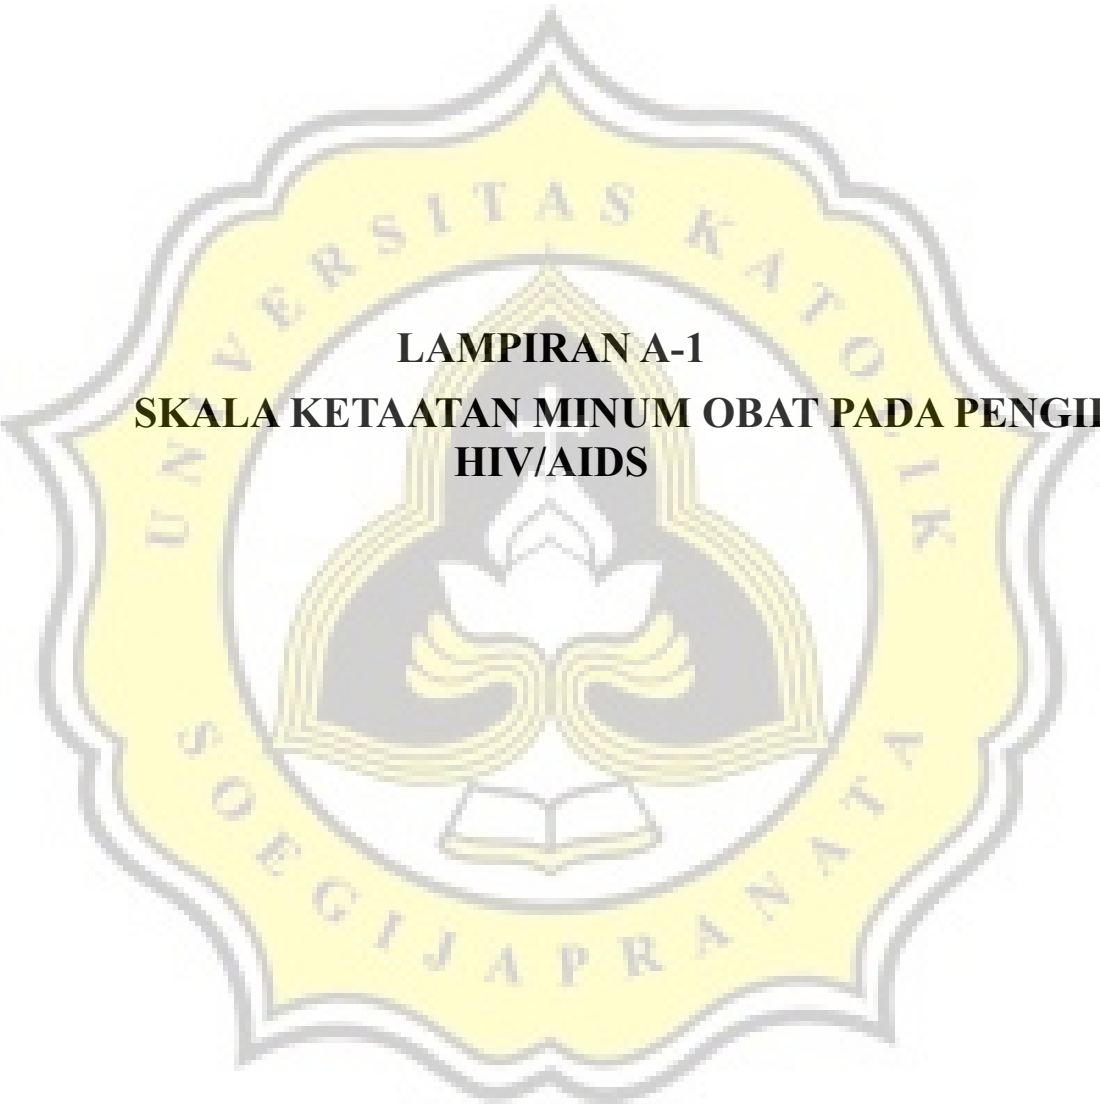 LAMPIRAN A-1
SKALA KETAATAN MINUM OBAT PADA
HIV/AIDS
UNIVERSITAS KATOLIK
SOEGIJAPRANATA